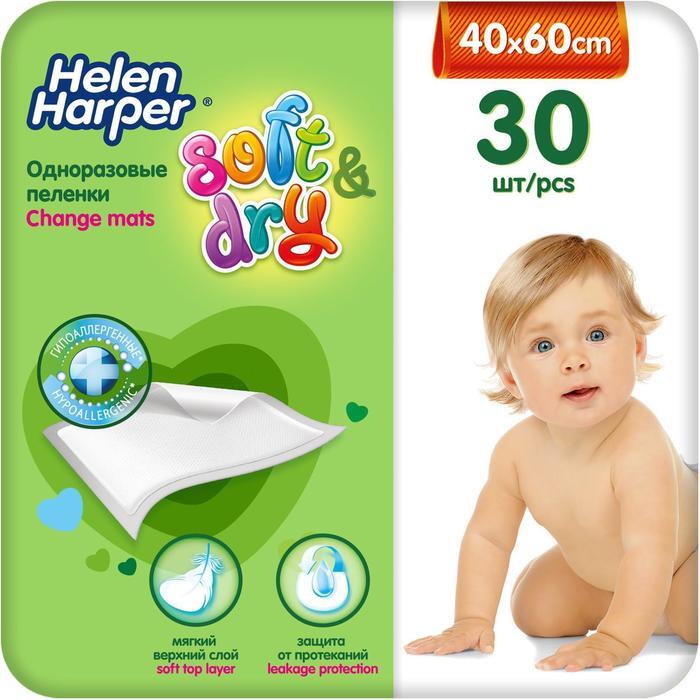 Helen
Harper®
soft &
dry
Одноразовые
пеленки
Change mats
40x60cm
30
шт/pcs
ГИПОАЛЛЕРГЕННЫЕ*
HYPOALLERGENIC*
мягкий
верхний слой
soft top layer
защита
от протеканий
leakage protection